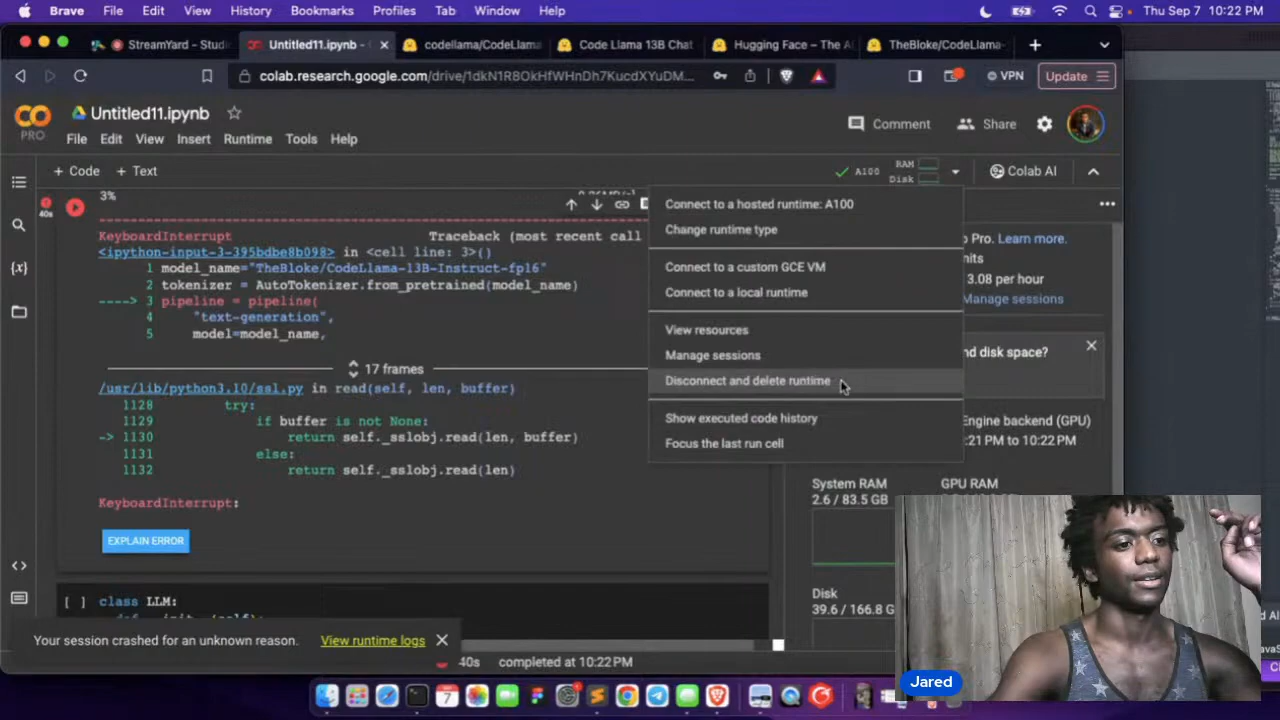 Brave File Edit View History Bookmarks Profiles Tab Window Help Thu Sep 7 10:22 PM
StreamYard - Studi Untitled11.ipynb - codellama/CodeLlama Code Llama 13B Chat Hugging Face – The AI TheBloke/CodeLlama-
colab.research.google.com/drive/1dkN1R8OkHfWHnDh7KucdXYuDM... VPN Update
CO
PRO
Untitled11.ipynb
File Edit View Insert Runtime Tools Help
Comment Share
+ Code + Text
A100 RAM
Disk
Colab AI
Connect to a hosted runtime: A100
Change runtime type
Connect to a custom GCE VM
Connect to a local runtime
View resources
Manage sessions
Disconnect and delete runtime
Show executed code history
Focus the last run cell
40s
3%
KeyboardInterrupt Traceback (most recent call
<ipython-input-3-395bdbe8b098> in <cell line: 3>()
1 model_name="TheBloke/CodeLlama-13B-Instruct-fp16"
2 tokenizer = AutoTokenizer.from_pretrained(model_name)
----> 3 pipeline = pipeline(
4 "text-generation",
5 model=model_name,
17 frames
/usr/lib/python3.10/ssl.py in read(self, len, buffer)
1128 try:
1129 if buffer is not None:
-> 1130 return self._sslobj.read(len, buffer)
1131 else:
1132 return self._sslobj.read(len)
KeyboardInterrupt:
EXPLAIN ERROR
[ ] class LLM:
Pro. Learn more.
nits
3.08 per hour
Manage sessions
nd disk space?
Engine backend (GPU)
:21 PM to 10:22 PM
System RAM
2.6 / 83.5 GB
GPU RAM
Disk
39.6 / 166.8 G
Your session crashed for an unknown reason. View runtime logs
40s completed at 10:22 PM
Jared